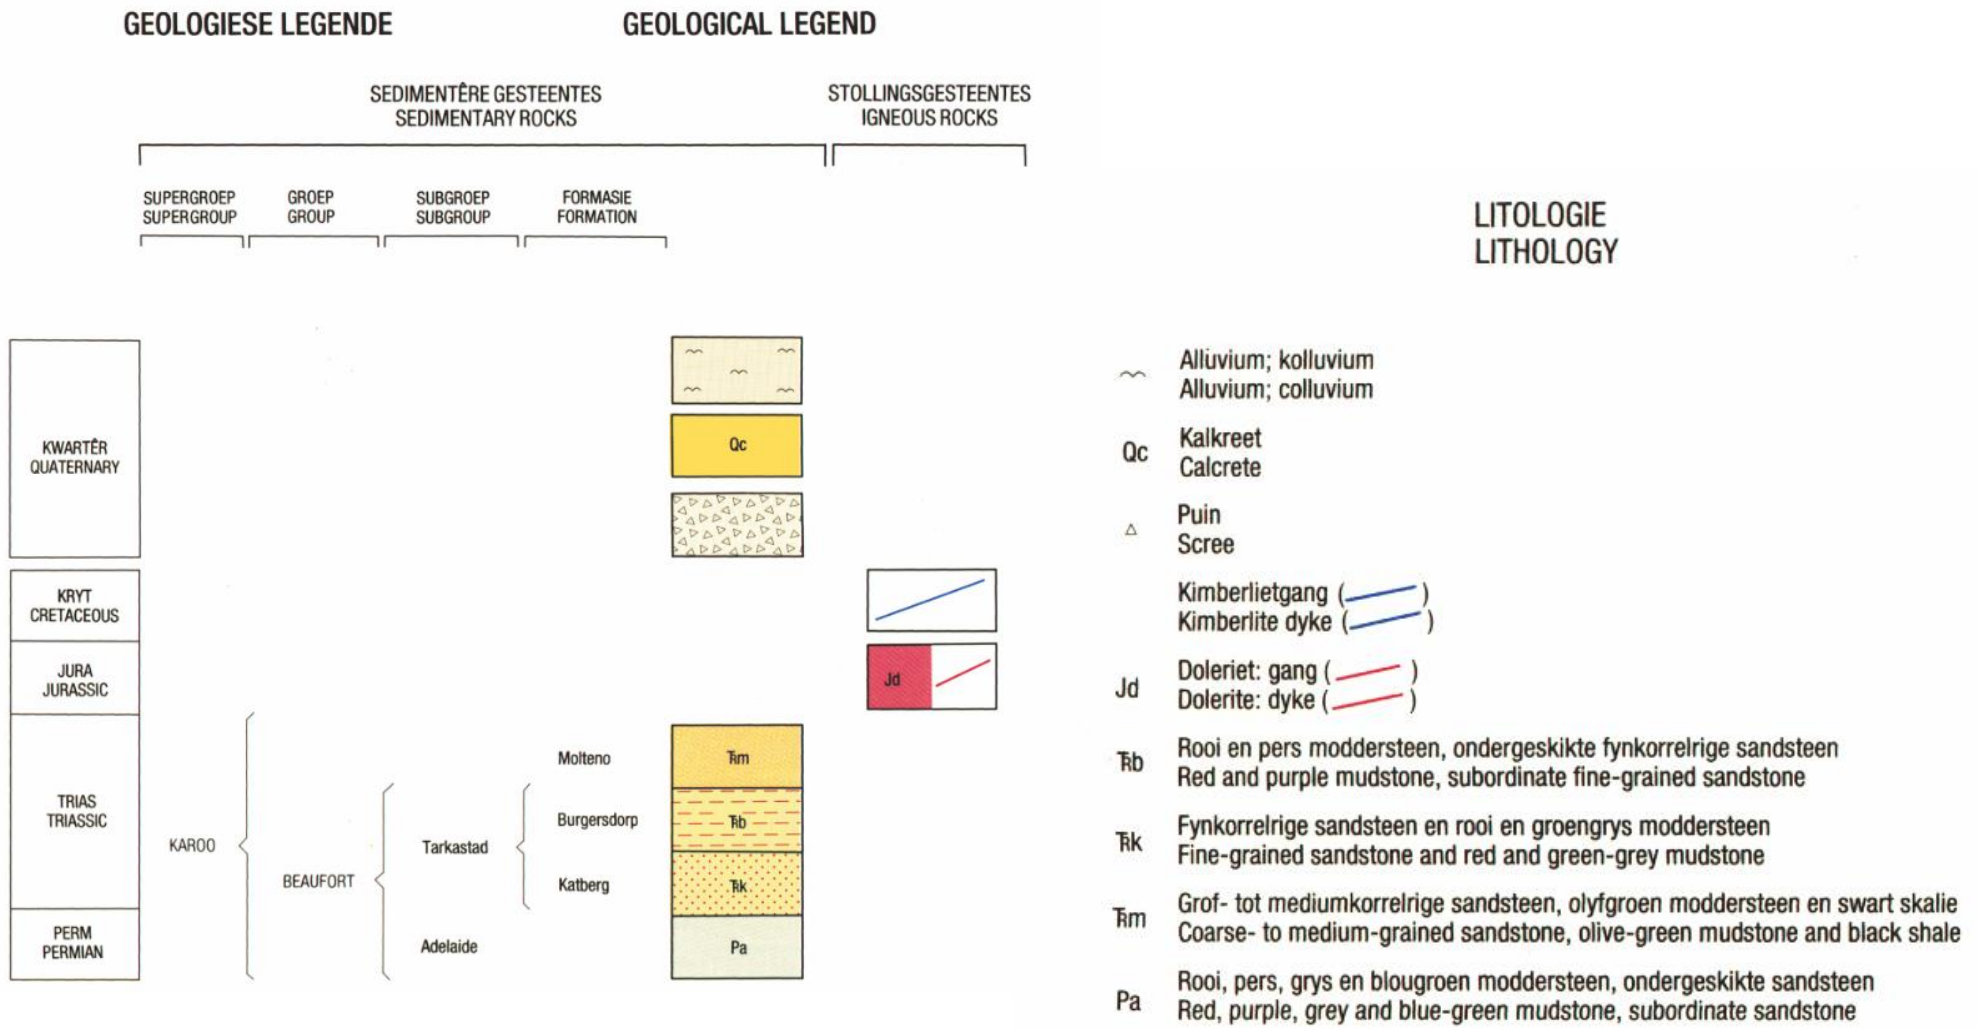 GEOLOGIESE LEGENDE
GEOLOGICAL LEGEND
SEDIMENTÊRE GESTEENTES
SEDIMENTARY ROCKS
STOLLINGSGESTEENTES
IGNEOUS ROCKS
SUPERGROEP
SUPERGROUP
GROEP
GROUP
SUBGROEP
SUBGROUP
FORMASIE
FORMATION
KWARTÊR
QUATERNARY
Qc
KRYT
CRETACEOUS
JURA
JURASSIC
Jd
TRIAS
TRIASSIC
KAROO
BEAUFORT
Tarkastad
Molteno
Ŧrm
Burgersdorp
Ŧrb
Katberg
Ŧrk
PERM
PERMIAN
Adelaide
Pa
LITOLOGIE
LITHOLOGY
Alluvium; kolluvium
Alluvium; colluvium
Qc
Kalkreet
Calcrete
Puin
Scree
Kimberlietgang ( )
Kimberlite dyke ( )
Jd
Doleriet: gang ( )
Dolerite: dyke ( )
Ŧrb
Rooi en pers moddersteen, ondergeskikte fynkorrelrige sandsteen
Red and purple mudstone, subordinate fine-grained sandstone
Ŧrk
Fynkorrelrige sandsteen en rooi en groengrys moddersteen
Fine-grained sandstone and red and green-grey mudstone
Ŧrm
Grof- tot mediumkorrelrige sandsteen, olyfgroen moddersteen en swart skalie
Coarse- to medium-grained sandstone, olive-green mudstone and black shale
Pa
Rooi, pers, grys en blougroen moddersteen, ondergeskikte sandsteen
Red, purple, grey and blue-green mudstone, subordinate sandstone